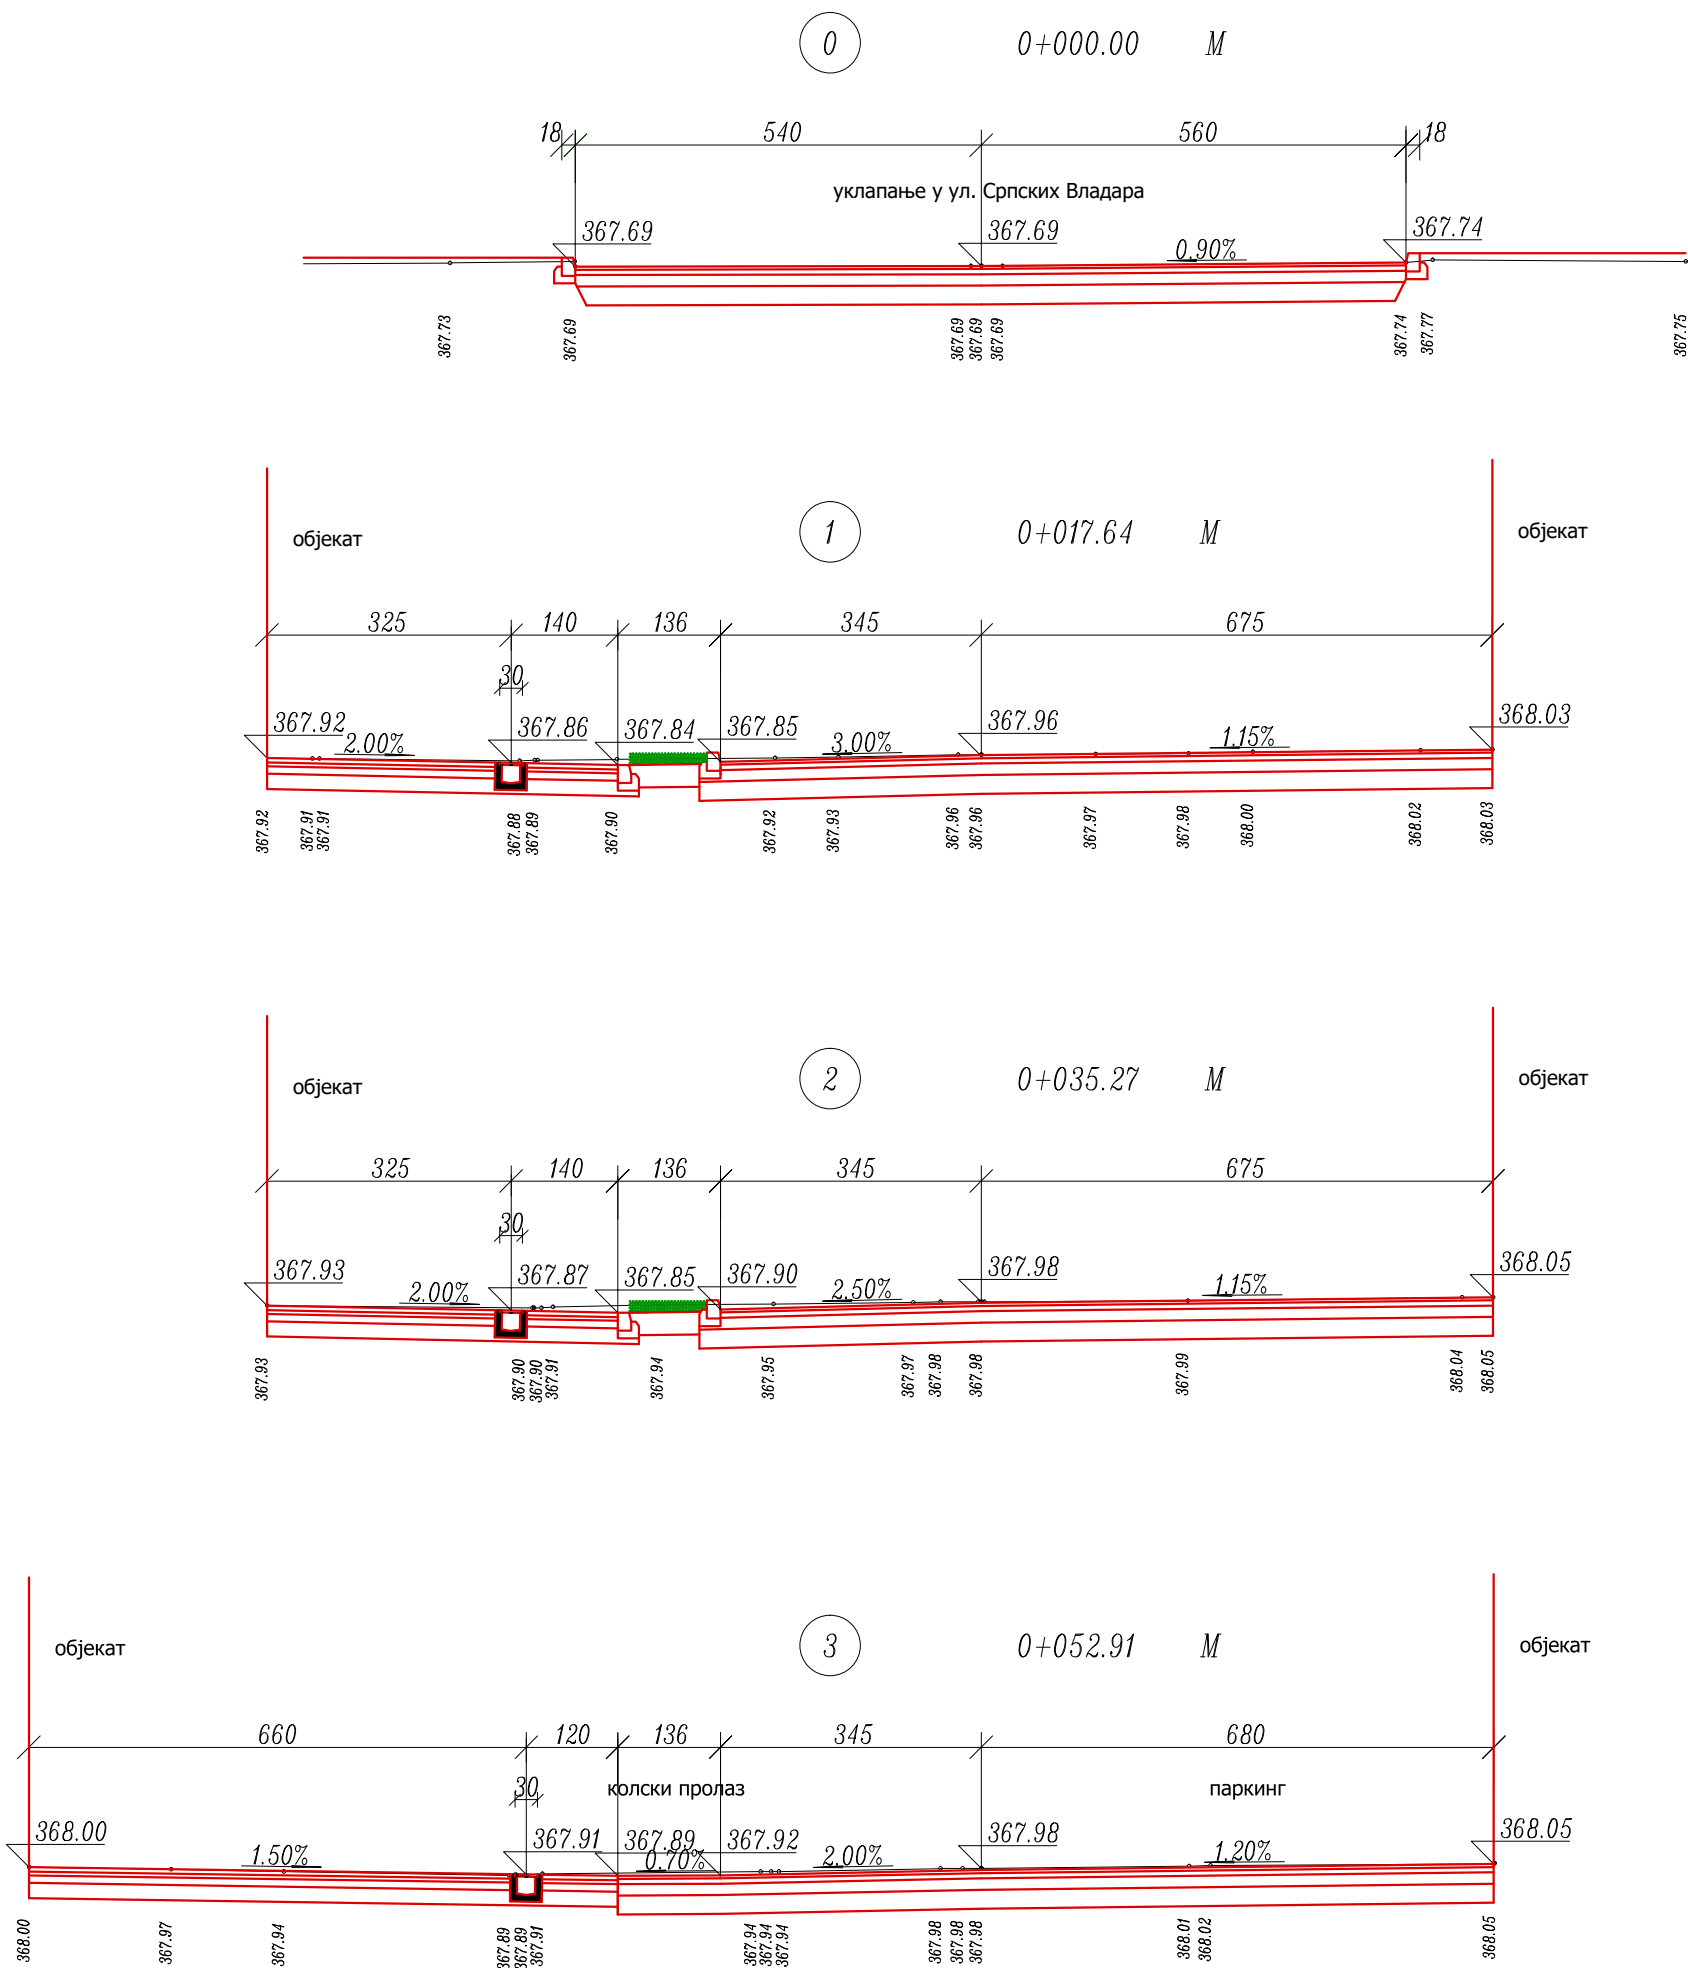 0 0+000.00 M
18 540 560 18
уклапање у ул. Српских Владара
367.69 367.69 367.74
0.90%
367.73 367.69 367.69 367.69 367.69 367.74 367.77 367.75
1 0+017.64 M
објекат објекат
325 140 136 345 675
30
367.92 367.86 367.84 367.85 367.96 368.03
2.00% 3.00% 1.15%
367.92 367.91 367.91 367.88 367.89 367.90 367.92 367.93 367.96 367.96 367.97 367.98 368.00 368.02 368.03
2 0+035.27 M
објекат објекат
325 140 136 345 675
30
367.93 367.87 367.85 367.90 367.98 368.05
2.00% 2.50% 1.15%
367.93 367.90 367.90 367.91 367.94 367.95 367.97 367.98 367.98 367.99 368.04 368.05
3 0+052.91 M
објекат објекат
660 120 136 345 680
30 колски пролаз паркинг
368.00 367.91 367.89 367.92 367.98 368.05
1.50% 0.70% 2.00% 1.20%
368.00 367.97 367.94 367.89 367.89 367.91 367.94 367.94 367.94 367.98 367.98 367.98 368.01 368.02 368.05